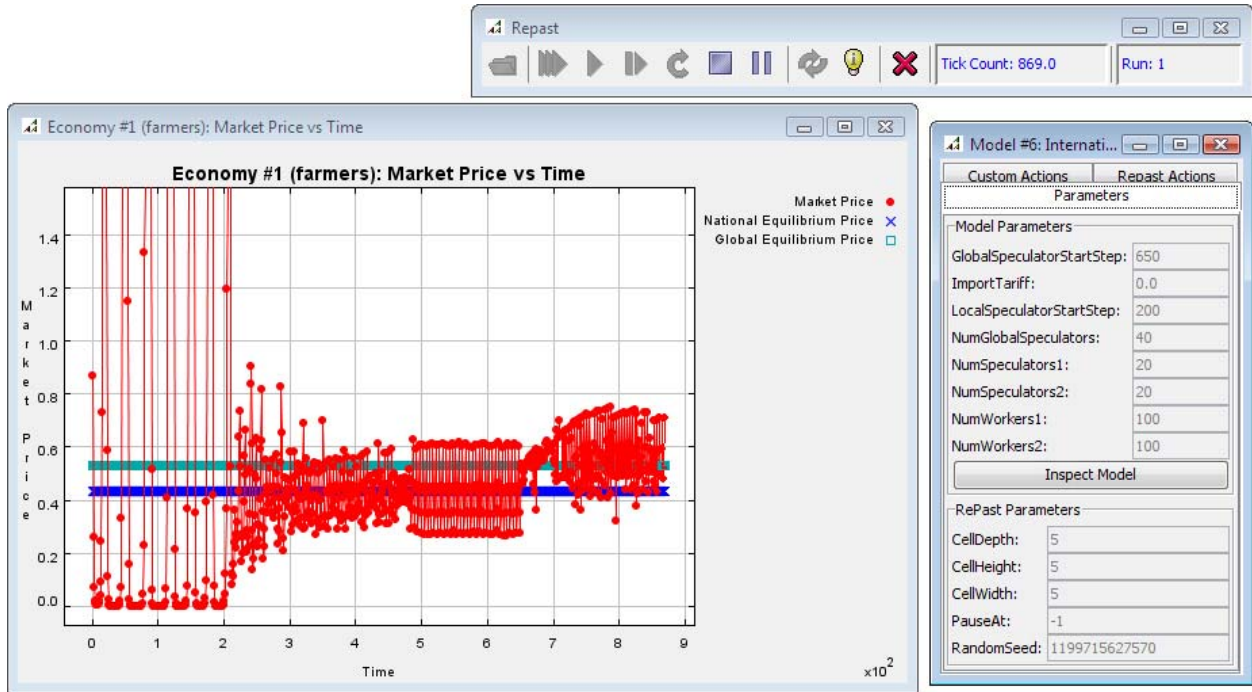 Repast
Tick Count: 869.0
Run: 1
Economy #1 (farmers): Market Price vs Time
Economy #1 (farmers): Market Price vs Time
Market Price
National Equilibrium Price
Global Equilibrium Price
1.4
1.2
1.0
0.8
0.6
0.4
0.2
0.0
Market Price
0 1 2 3 4 5 6 7 8 9
Time
x10²
Model #6: Internati...
Custom Actions Repast Actions
Parameters
Model Parameters
GlobalSpeculatorStartStep: 650
ImportTariff: 0.0
LocalSpeculatorStartStep: 200
NumGlobalSpeculators: 40
NumSpeculators1: 20
NumSpeculators2: 20
NumWorkers1: 100
NumWorkers2: 100
Inspect Model
RePast Parameters
CellDepth: 5
CellHeight: 5
CellWidth: 5
PauseAt: -1
RandomSeed: 1199715627570